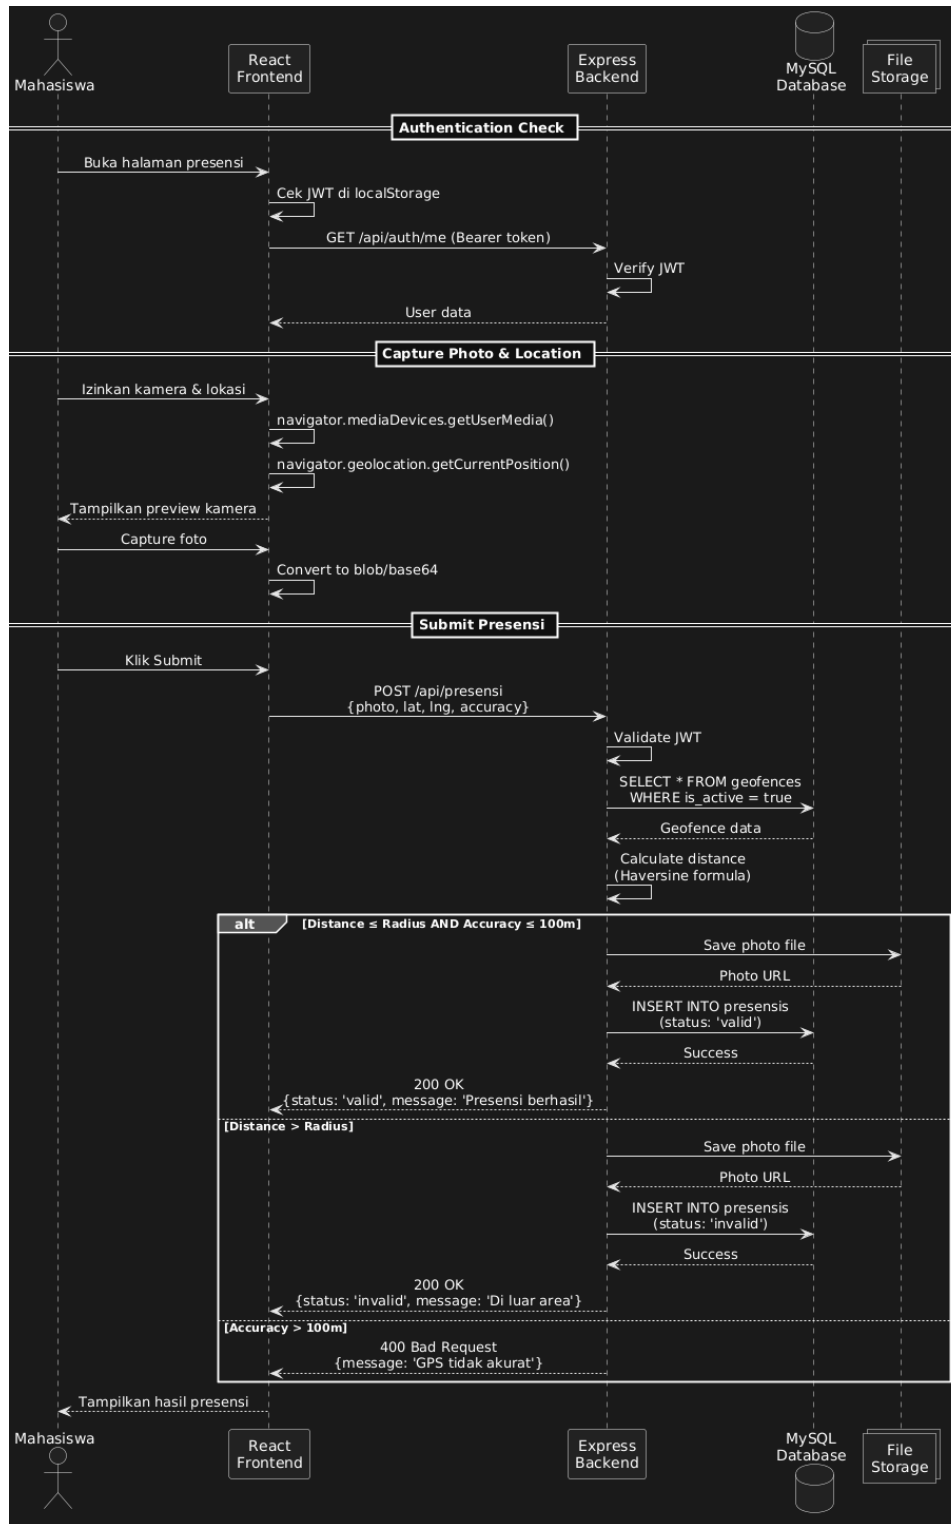 Mahasiswa
React
Frontend
Express
Backend
MySQL
Database
File
Storage
Authentication Check
Buka halaman presensi
Cek JWT di localStorage
GET /api/auth/me (Bearer token)
Verify JWT
User data
Capture Photo & Location
Izinkan kamera & lokasi
navigator.mediaDevices.getUserMedia()
navigator.geolocation.getCurrentPosition()
Tampilkan preview kamera
Capture foto
Convert to blob/base64
Submit Presensi
Klik Submit
POST /api/presensi
{photo, lat, lng, accuracy}
Validate JWT
SELECT * FROM geofences
WHERE is_active = true
Geofence data
Calculate distance
(Haversine formula)
alt [Distance ≤ Radius AND Accuracy ≤ 100m]
Save photo file
Photo URL
INSERT INTO presensis
(status: 'valid')
Success
200 OK
{status: 'valid', message: 'Presensi berhasil'}
[Distance > Radius]
Save photo file
Photo URL
INSERT INTO presensis
(status: 'invalid')
Success
200 OK
{status: 'invalid', message: 'Di luar area'}
[Accuracy > 100m]
400 Bad Request
{message: 'GPS tidak akurat'}
Tampilkan hasil presensi
Mahasiswa
React
Frontend
Express
Backend
MySQL
Database
File
Storage